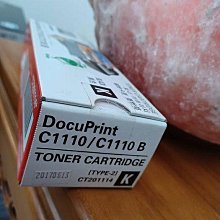 K
DocuPrint
C1110/C1110 B
TONER CARTRIDGE
[TYPE-2]
CT201114
K